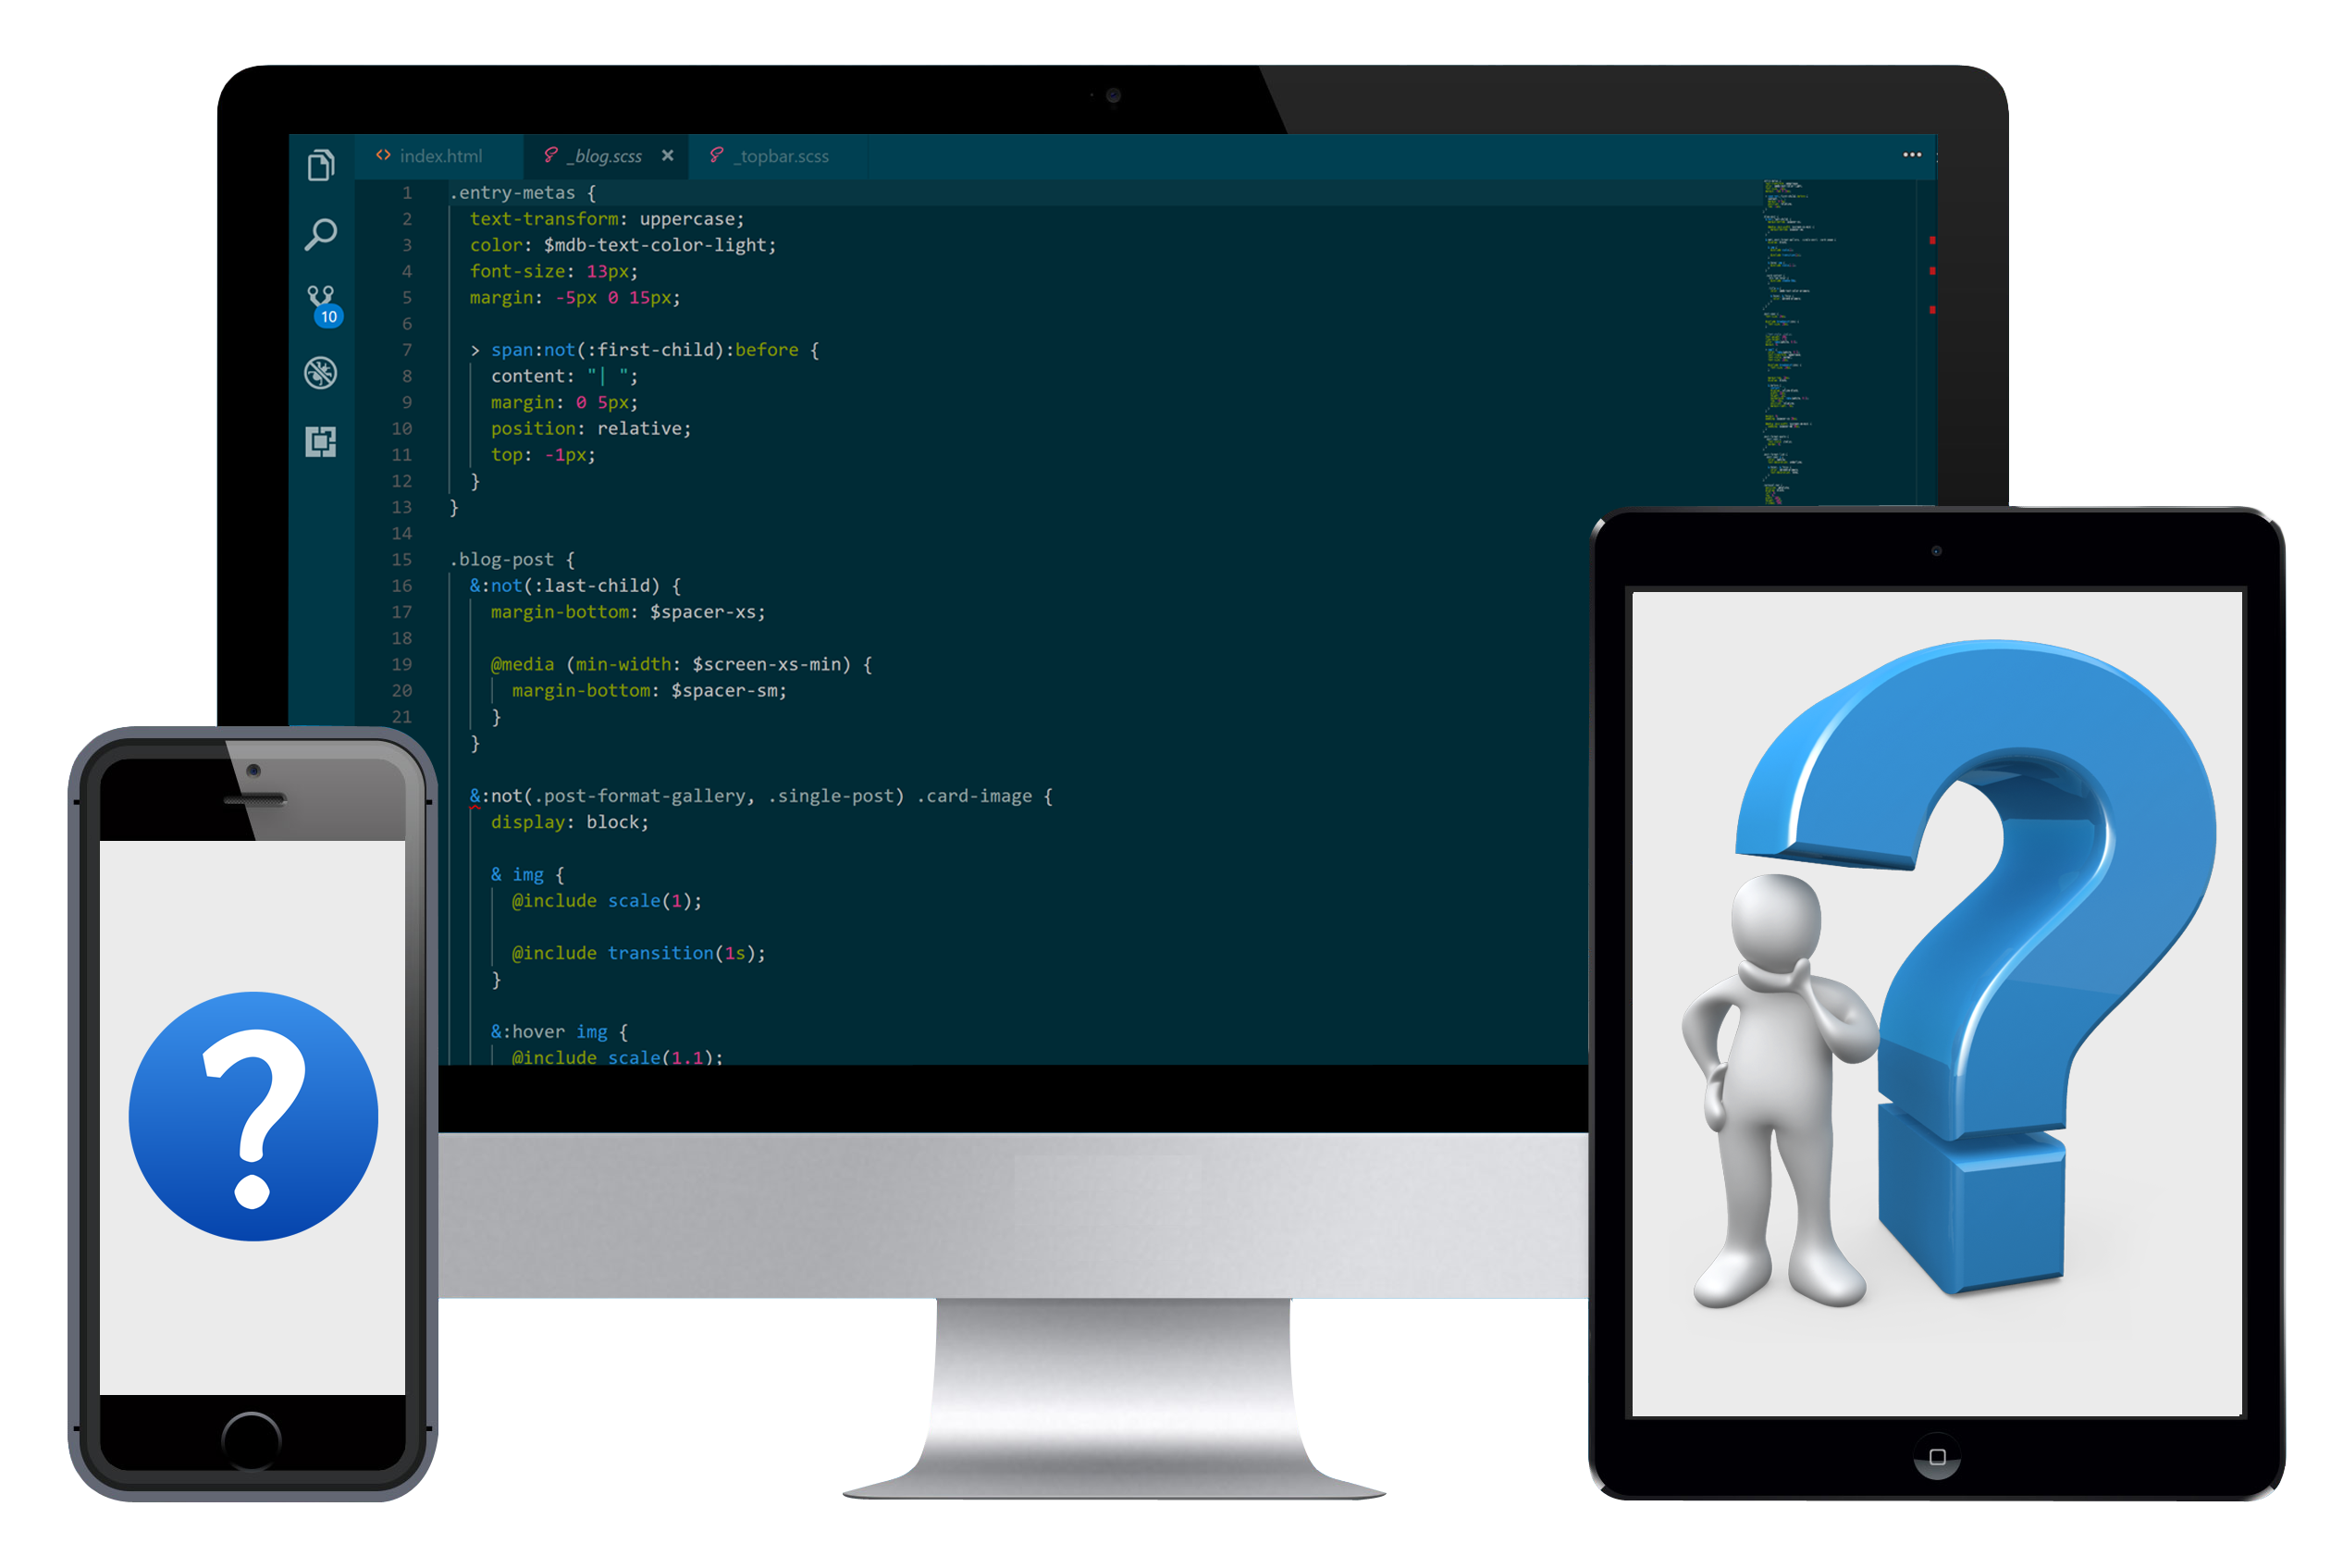 index.html _blog.scss × _topbar.scss •••
1 .entry-metas {
2 text-transform: uppercase;
3 color: $mdb-text-color-light;
4 font-size: 13px;
5 margin: -5px 0 15px;
6
7 > span:not(:first-child):before {
8 content: "| ";
9 margin: 0 5px;
10 position: relative;
11 top: -1px;
12 }
13 }
14
15 .blog-post {
16 &:not(:last-child) {
17 margin-bottom: $spacer-xs;
18
19 @media (min-width: $screen-xs-min) {
20 margin-bottom: $spacer-sm;
21 }
}
&:not(.post-format-gallery, .single-post) .card-image {
display: block;
& img {
@include scale(1);
@include transition(1s);
}
&:hover img {
@include scale(1.1);
10
?
?